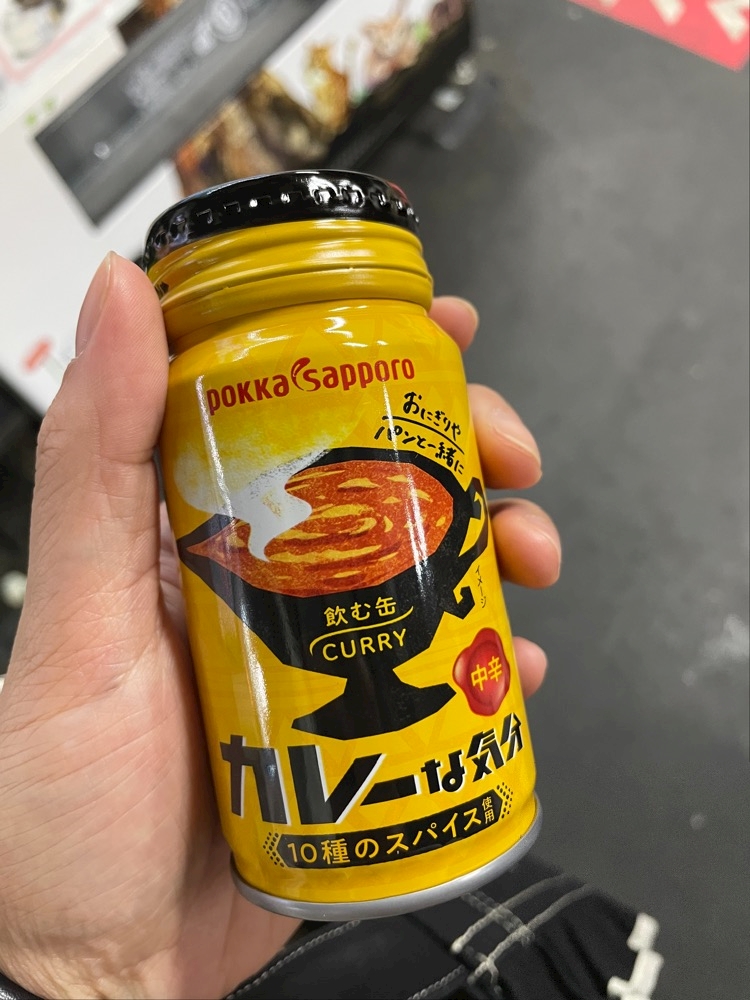 pokka sapporo
おにぎりや
パンと一緒に
イメージ
飲む缶
CURRY
中辛
カレーな気分
10種のスパイス使用